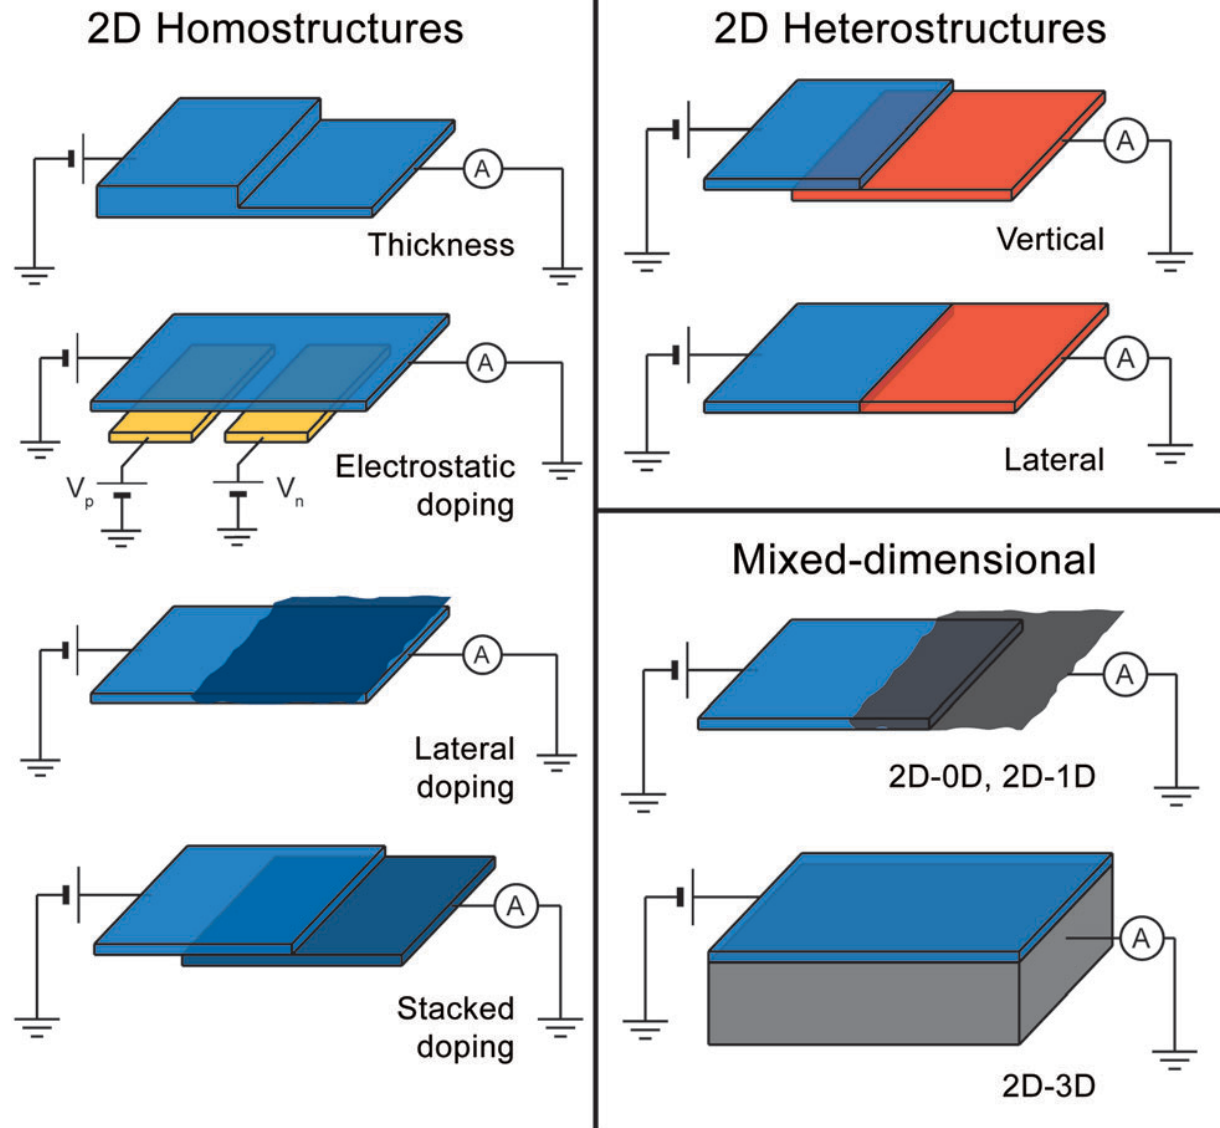 2D Homostructures
A
Thickness
A
Electrostatic
doping
Vp
Vn
A
Lateral
doping
A
Stacked
doping
2D Heterostructures
A
Vertical
A
Lateral
Mixed-dimensional
A
2D-0D, 2D-1D
A
2D-3D